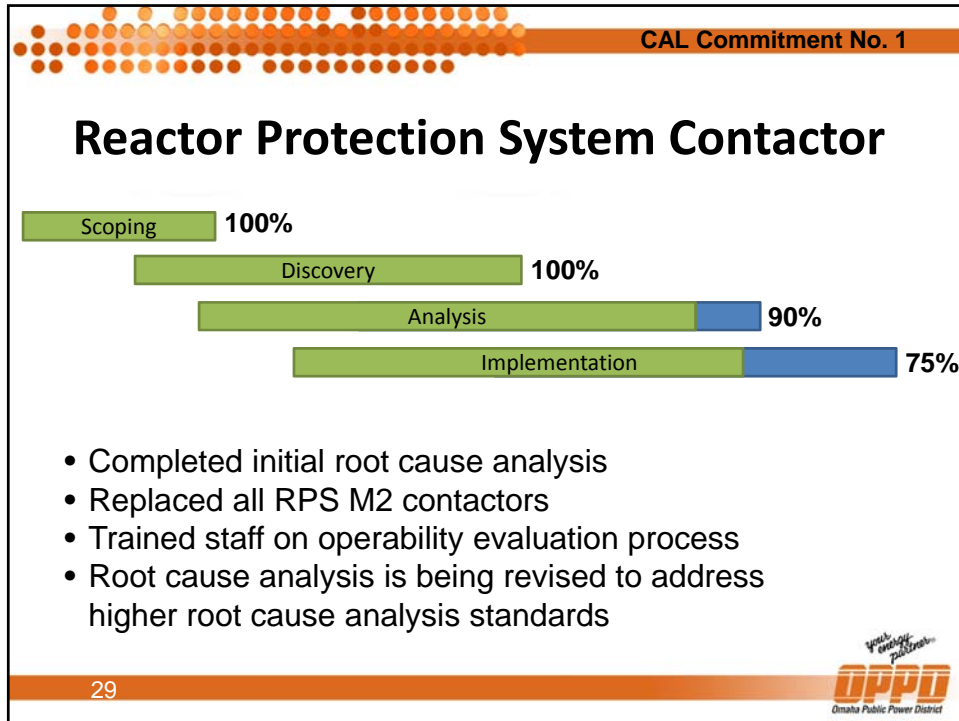 CAL Commitment No. 1
Reactor Protection System Contactor
Scoping 100%
Discovery 100%
Analysis 90%
Implementation 75%
• Completed initial root cause analysis
• Replaced all RPS M2 contactors
• Trained staff on operability evaluation process
• Root cause analysis is being revised to address
higher root cause analysis standards
your energy partner
OPPD
Omaha Public Power District
29